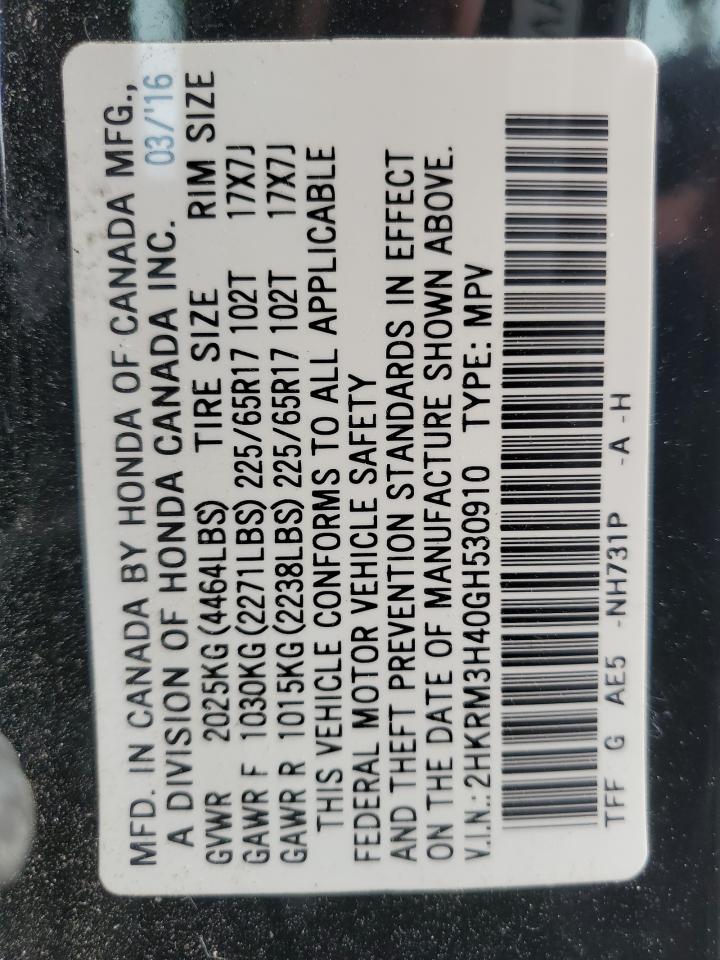 MFD. IN CANADA BY HONDA OF CANADA MFG.,
A DIVISION OF HONDA CANADA INC. 03/'16
GVWR 2025KG(4464LBS) TIRE SIZE RIM SIZE
GAWR F 1030KG(2271LBS) 225/65R17 102T 17X7J
GAWR R 1015KG(2238LBS) 225/65R17 102T 17X7J
THIS VEHICLE CONFORMS TO ALL APPLICABLE
FEDERAL MOTOR VEHICLE SAFETY
AND THEFT PREVENTION STANDARDS IN EFFECT
ON THE DATE OF MANUFACTURE SHOWN ABOVE.
V.I.N.: 2HKRM3H40GH530910 TYPE: MPV
TFF G AE5 -NH731P -A -H